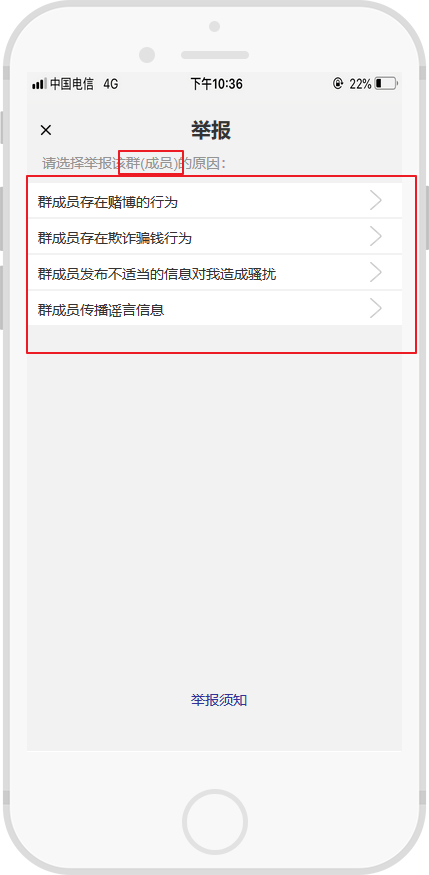 中国电信 4G 下午10:36 22%
× 举报
请选择举报该群(成员)的原因：
群成员存在赌博的行为
群成员存在欺诈骗钱行为
群成员发布不适当的信息对我造成骚扰
群成员传播谣言信息
举报须知